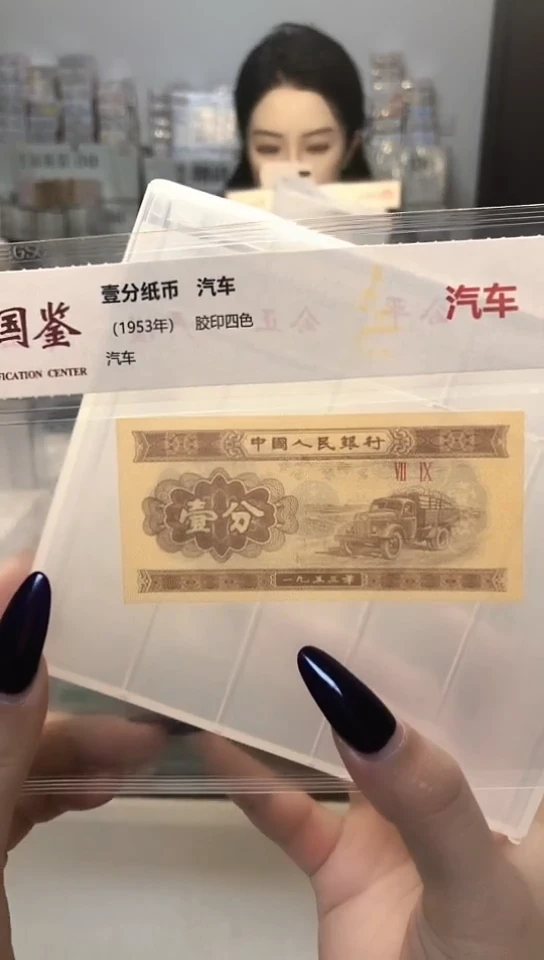 壹分纸币 汽车
汽车
国鉴
(1953年) 胶印四色
FICATION CENTER
汽车
中國人民銀行
VII IX
壹分
一九五三年